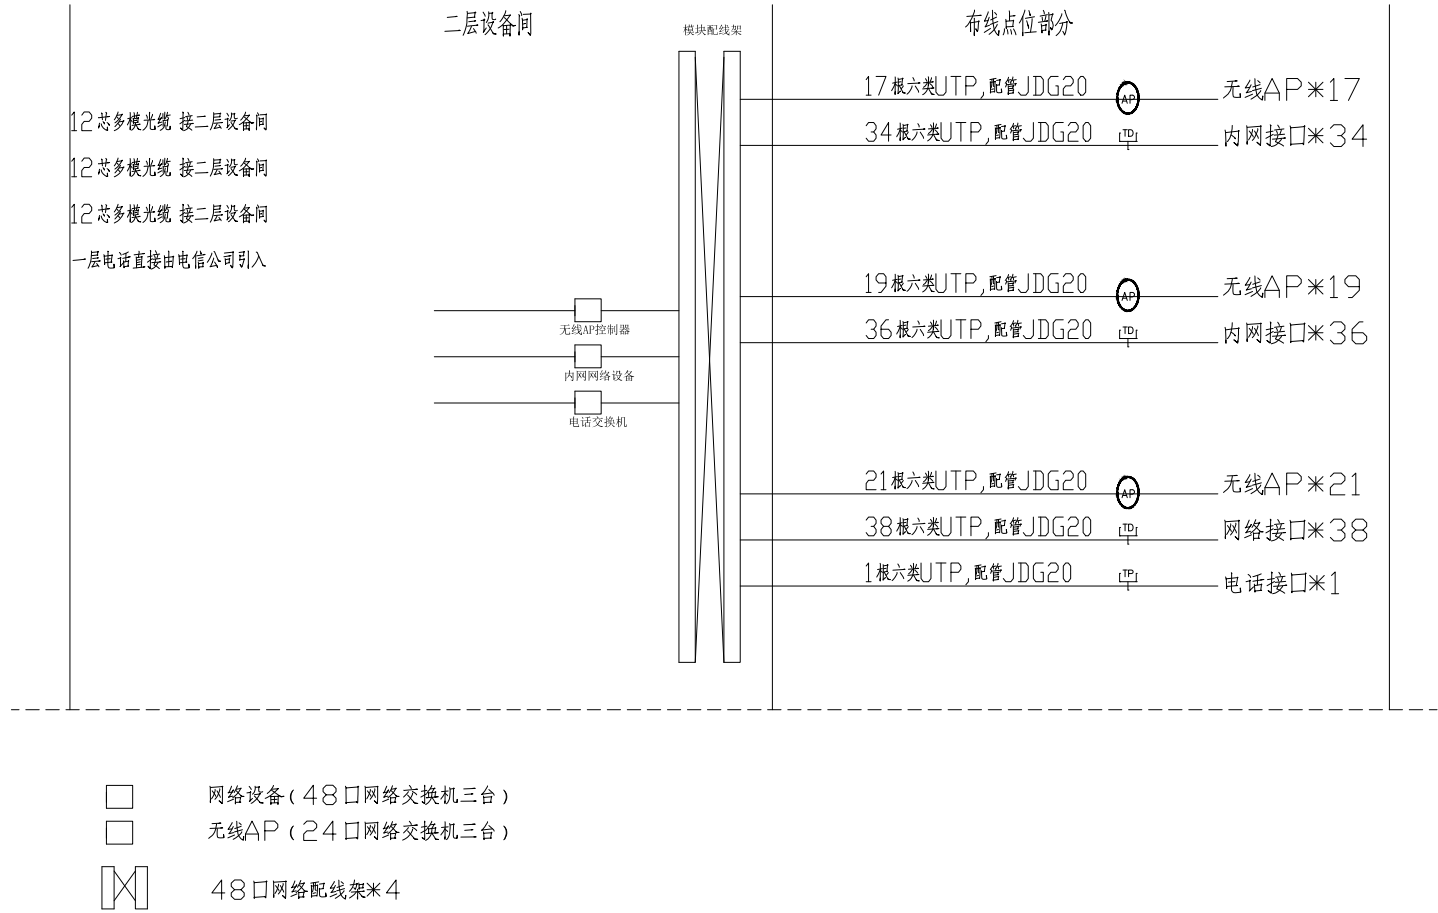 二层设备间
模块配线架
布线点位部分
12芯多模光缆 接二层设备间
12芯多模光缆 接二层设备间
12芯多模光缆 接二层设备间
一层电话直接由电信公司引入
无线AP控制器
内网网络设备
电话交换机
17根六类UTP,配管JDG20
AP
无线AP*17
34根六类UTP,配管JDG20
TD
内网接口*34
19根六类UTP,配管JDG20
AP
无线AP*19
36根六类UTP,配管JDG20
TD
内网接口*36
21根六类UTP,配管JDG20
AP
无线AP*21
38根六类UTP,配管JDG20
TD
网络接口*38
1根六类UTP,配管JDG20
TP
电话接口*1
网络设备(48口网络交换机三台)
无线AP(24口网络交换机三台)
48口网络配线架*4